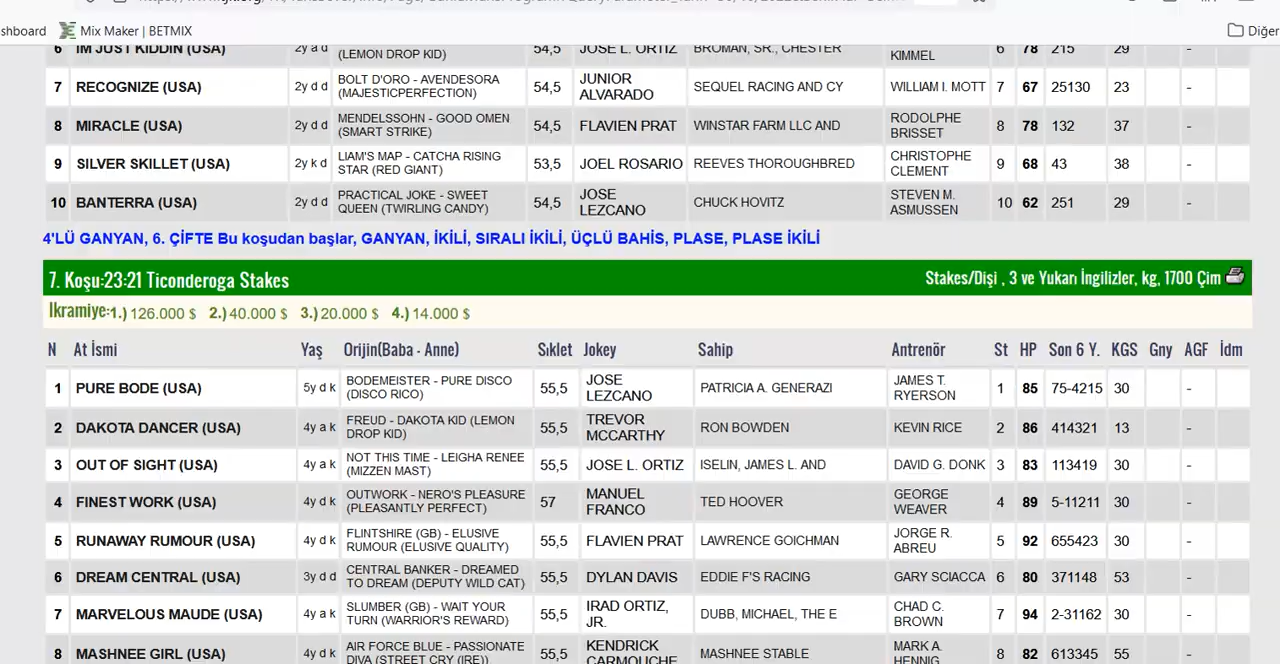 shboard Mix Maker | BETMIX Diğer
6 IM JUST KIDDIN (USA) 2y a d (LEMON DROP KID) 54,5 JOSE L. ORTIZ BROMAN, SR., CHESTER KIMMEL 6 78 215 29 -
7 RECOGNIZE (USA) 2y d d BOLT D'ORO - AVENDESORA (MAJESTICPERFECTION) 54,5 JUNIOR ALVARADO SEQUEL RACING AND CY WILLIAM I. MOTT 7 67 25130 23 -
8 MIRACLE (USA) 2y d d MENDELSSOHN - GOOD OMEN (SMART STRIKE) 54,5 FLAVIEN PRAT WINSTAR FARM LLC AND RODOLPHE BRISSET 8 78 132 37 -
9 SILVER SKILLET (USA) 2y k d LIAM'S MAP - CATCHA RISING STAR (RED GIANT) 53,5 JOEL ROSARIO REEVES THOROUGHBRED CHRISTOPHE CLEMENT 9 68 43 38 -
10 BANTERRA (USA) 2y d d PRACTICAL JOKE - SWEET QUEEN (TWIRLING CANDY) 54,5 JOSE LEZCANO CHUCK HOVITZ STEVEN M. ASMUSSEN 10 62 251 29 -
4'LÜ GANYAN, 6. ÇİFTE Bu koşudan başlar, GANYAN, İKİLİ, SIRALI İKİLİ, ÜÇLÜ BAHİS, PLASE, PLASE İKİLİ
7. Koşu:23:21 Ticonderoga Stakes Stakes/Dişi , 3 ve Yukarı İngilizler, kg, 1700 Çim
İkramiye:1.) 126.000 $ 2.) 40.000 $ 3.) 20.000 $ 4.) 14.000 $
N At İsmi Yaş Orijin(Baba - Anne) Sıklet Jokey Sahip Antrenör St HP Son 6 Y. KGS Gny AGF İdm
1 PURE BODE (USA) 5y d k BODEMEISTER - PURE DISCO (DISCO RICO) 55,5 JOSE LEZCANO PATRICIA A. GENERAZI JAMES T. RYERSON 1 85 75-4215 30 -
2 DAKOTA DANCER (USA) 4y a k FREUD - DAKOTA KID (LEMON DROP KID) 55,5 TREVOR MCCARTHY RON BOWDEN KEVIN RICE 2 86 414321 13 -
3 OUT OF SIGHT (USA) 4y a k NOT THIS TIME - LEIGHA RENEE (MIZZEN MAST) 55,5 JOSE L. ORTIZ ISELIN, JAMES L. AND DAVID G. DONK 3 83 113419 30 -
4 FINEST WORK (USA) 4y d k OUTWORK - NERO'S PLEASURE (PLEASANTLY PERFECT) 57 MANUEL FRANCO TED HOOVER GEORGE WEAVER 4 89 5-11211 30 -
5 RUNAWAY RUMOUR (USA) 4y d k FLINTSHIRE (GB) - ELUSIVE RUMOUR (ELUSIVE QUALITY) 55,5 FLAVIEN PRAT LAWRENCE GOICHMAN JORGE R. ABREU 5 92 655423 30 -
6 DREAM CENTRAL (USA) 3y d d CENTRAL BANKER - DREAMED TO DREAM (DEPUTY WILD CAT) 55,5 DYLAN DAVIS EDDIE F'S RACING GARY SCIACCA 6 80 371148 53 -
7 MARVELOUS MAUDE (USA) 4y a k SLUMBER (GB) - WAIT YOUR TURN (WARRIOR'S REWARD) 55,5 IRAD ORTIZ, JR. DUBB, MICHAEL, THE E CHAD C. BROWN 7 94 2-31162 30 -
8 MASHNEE GIRL (USA) 4y d k AIR FORCE BLUE - PASSIONATE DIVA (STREET CRY (IRE)) 55,5 KENDRICK CARMOUCHE MASHNEE STABLE MARK A. HENNIG 8 82 613345 55 -